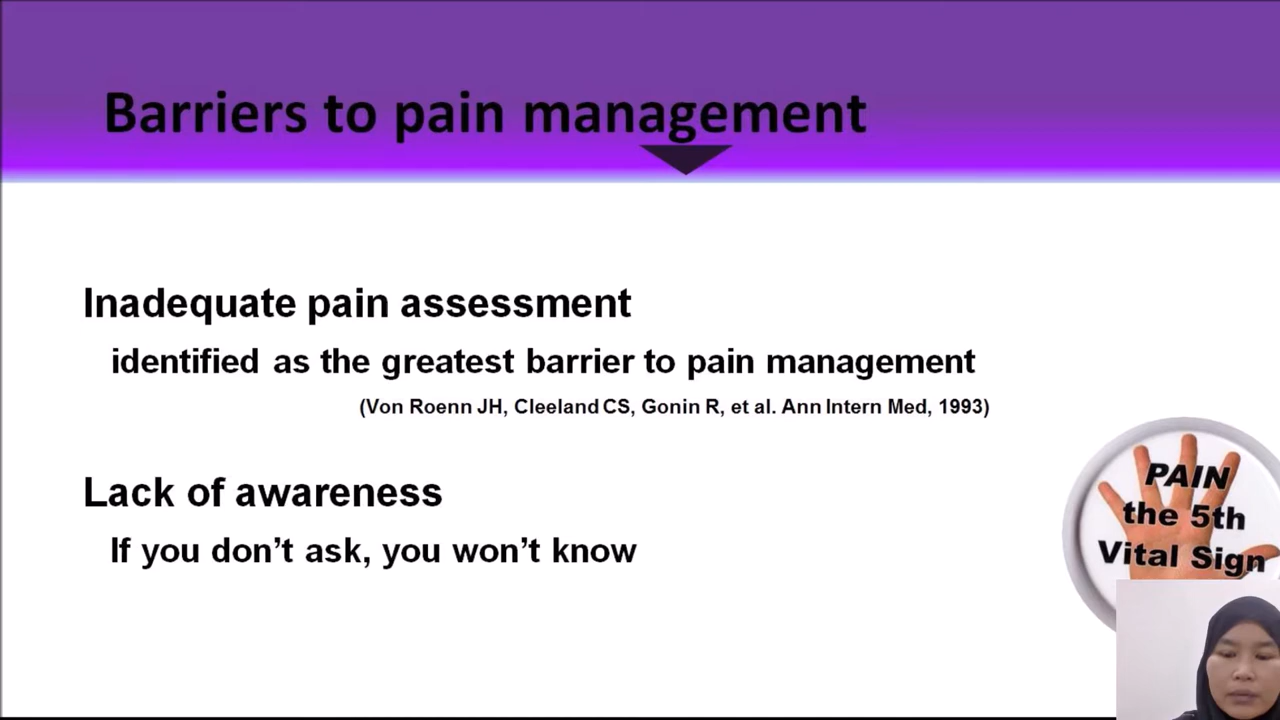 Barriers to pain management
Inadequate pain assessment
identified as the greatest barrier to pain management
(Von Roenn JH, Cleeland CS, Gonin R, et al. Ann Intern Med, 1993)
Lack of awareness
If you don’t ask, you won’t know
PAIN
the 5th
Vital Sign